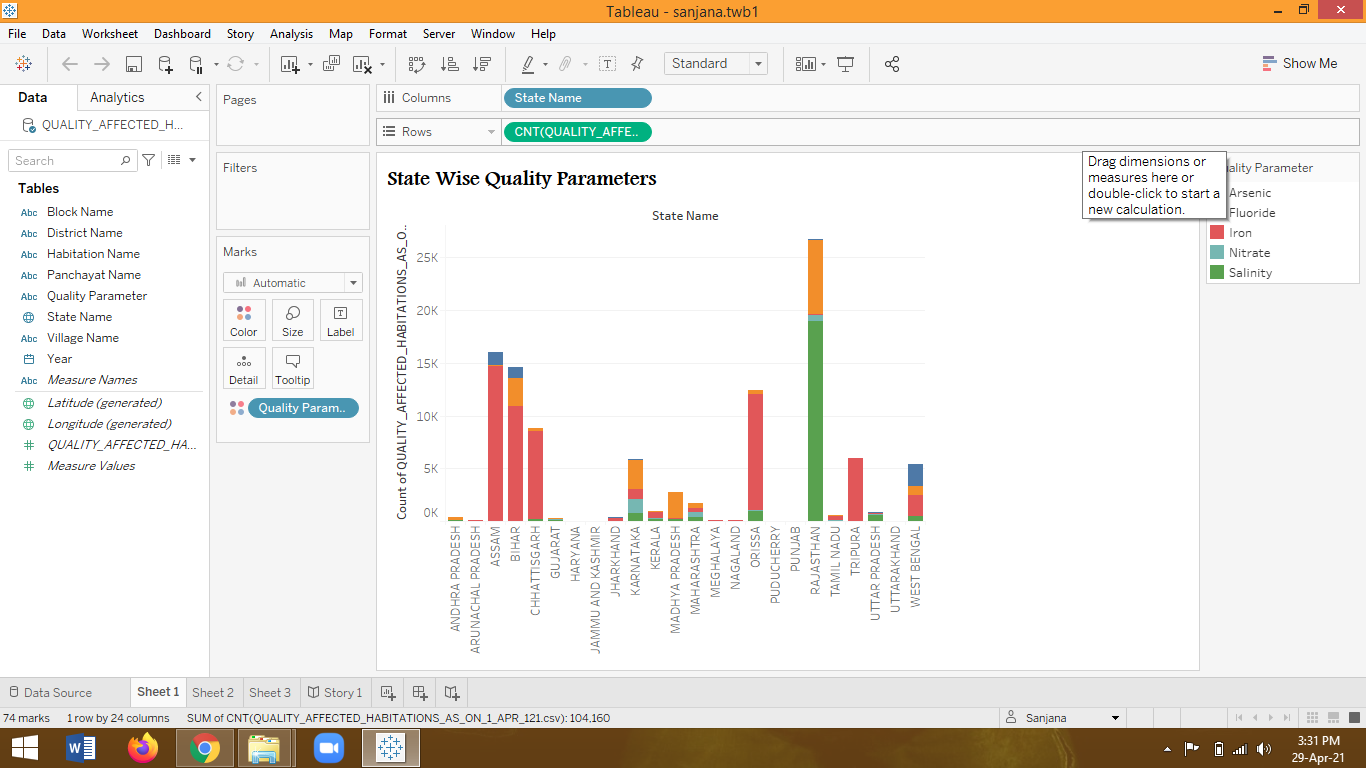 Tableau - sanjana.twb1
File Data Worksheet Dashboard Story Analysis Map Format Server Window Help
Standard
Show Me
Data Analytics
QUALITY_AFFECTED_H...
Search
Tables
Abc Block Name
Abc District Name
Abc Habitation Name
Abc Panchayat Name
Abc Quality Parameter
State Name
Abc Village Name
Year
Abc Measure Names
Latitude (generated)
Longitude (generated)
QUALITY_AFFECTED_HA...
Measure Values
Pages
Filters
Marks
Automatic
Color Size Label
Detail Tooltip
Quality Param..
Columns State Name
Rows CNT(QUALITY_AFFE..
State Wise Quality Parameters
State Name
Count of QUALITY_AFFECTED_HABITATIONS_AS_O..
25K
20K
15K
10K
5K
0K
ANDHRA PRADESH
ARUNACHAL PRADESH
ASSAM
BIHAR
CHHATTISGARH
GUJARAT
HARYANA
JAMMU AND KASHMIR
JHARKHAND
KARNATAKA
KERALA
MADHYA PRADESH
MAHARASHTRA
MEGHALAYA
NAGALAND
ORISSA
PUDUCHERRY
PUNJAB
RAJASTHAN
TAMIL NADU
TRIPURA
UTTAR PRADESH
UTTARAKHAND
WEST BENGAL
Drag dimensions or
measures here or
double-click to start a
new calculation.
ality Parameter
Arsenic
Fluoride
Iron
Nitrate
Salinity
Data Source Sheet 1 Sheet 2 Sheet 3 Story 1
74 marks 1 row by 24 columns SUM of CNT(QUALITY_AFFECTED_HABITATIONS_AS_ON_1_APR_121.csv): 104,160
Sanjana
3:31 PM
29-Apr-21